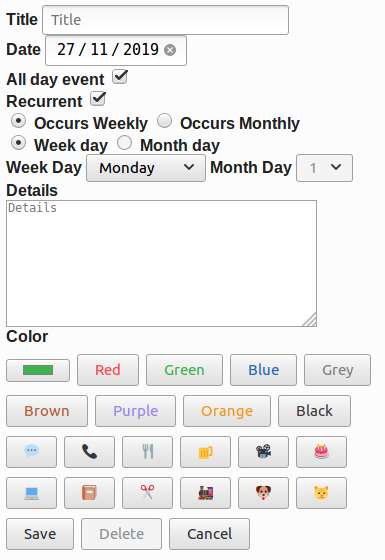 Title Title
Date 27/11/2019
All day event
Recurrent
Occurs Weekly Occurs Monthly
Week day Month day
Week Day Monday Month Day 1
Details
Details
Color
Red Green Blue Grey
Brown Purple Orange Black
Save Delete Cancel